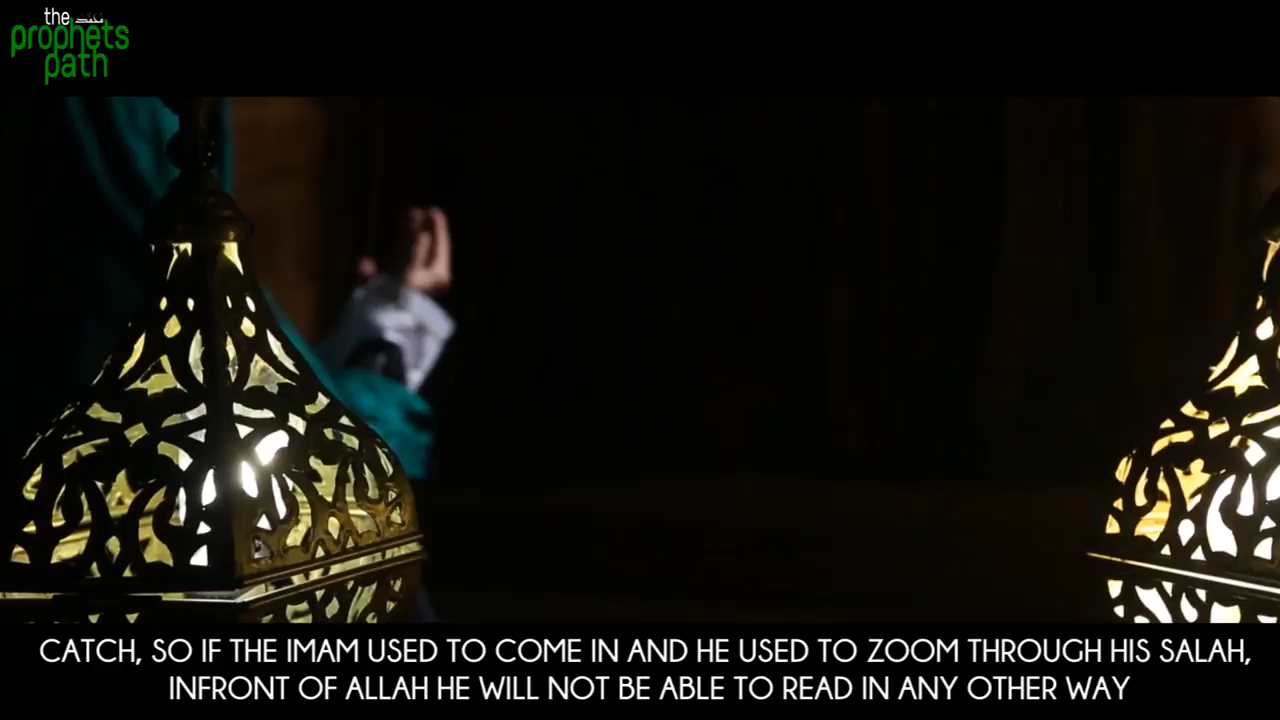 the
prophets
path
CATCH, SO IF THE IMAM USED TO COME IN AND HE USED TO ZOOM THROUGH HIS SALAH,
INFRONT OF ALLAH HE WILL NOT BE ABLE TO READ IN ANY OTHER WAY